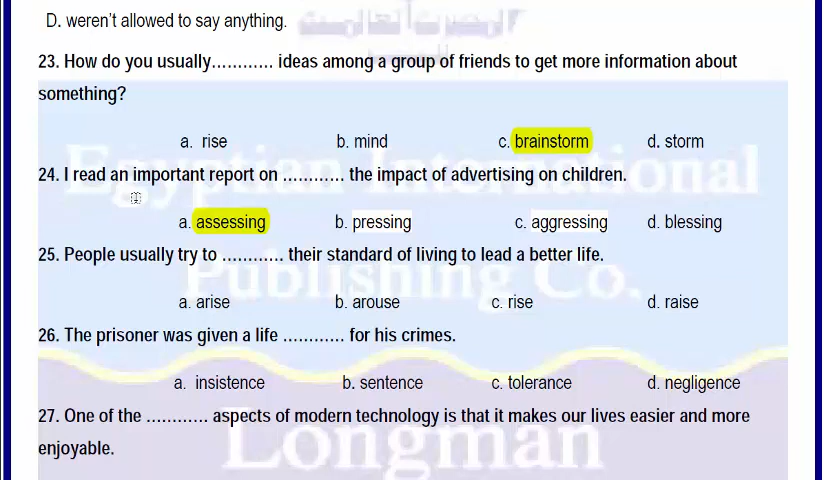 D. weren't allowed to say anything.
23. How do you usually............ ideas among a group of friends to get more information about
something?
a. rise b. mind c. brainstorm d. storm
24. I read an important report on ............ the impact of advertising on children.
a. assessing b. pressing c. aggressing d. blessing
25. People usually try to ............ their standard of living to lead a better life.
a. arise b. arouse c. rise d. raise
26. The prisoner was given a life ............ for his crimes.
a. insistence b. sentence c. tolerance d. negligence
27. One of the ............ aspects of modern technology is that it makes our lives easier and more
enjoyable.
Egyptian International
Publishing Co.
Longman